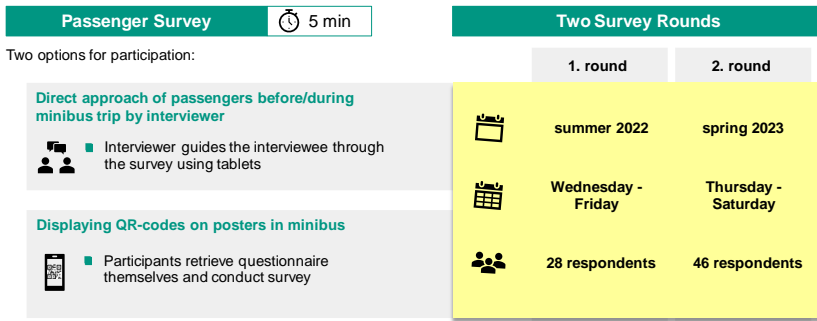 Passenger Survey
5 min
Two options for participation:
Direct approach of passengers before/during
minibus trip by interviewer
Interviewer guides the interviewee through
the survey using tablets
Displaying QR-codes on posters in minibus
Participants retrieve questionnaire
themselves and conduct survey
Two Survey Rounds
1. round
2. round
summer 2022
spring 2023
Wednesday -
Friday
Thursday -
Saturday
28 respondents
46 respondents